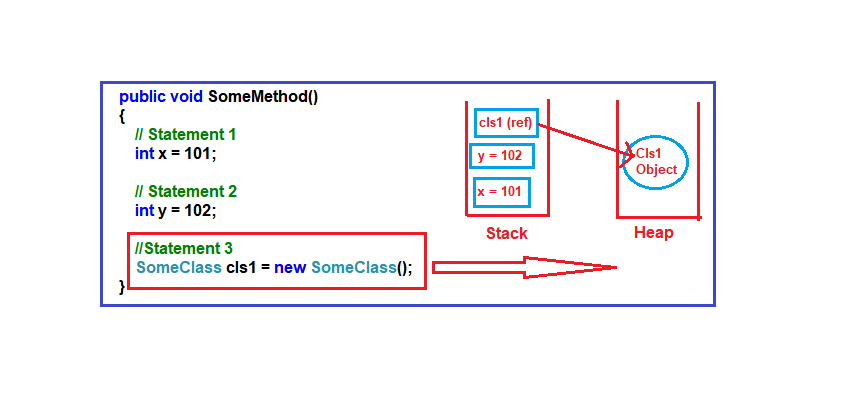 public void SomeMethod()
{
// Statement 1
int x = 101;
// Statement 2
int y = 102;
//Statement 3
SomeClass cls1 = new SomeClass();
}
cls1 (ref)
y = 102
x = 101
Stack
Cls1
Object
Heap